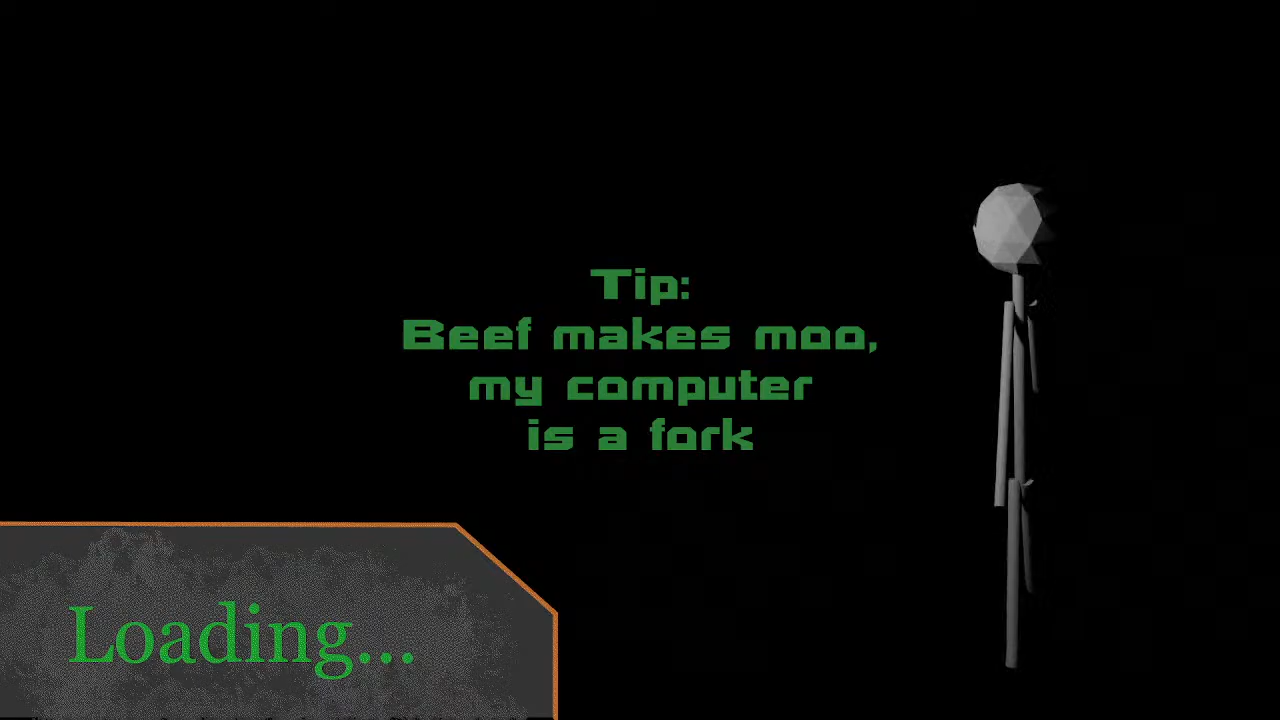 Tip:
Beef makes moo,
my computer
is a fork
Loading...